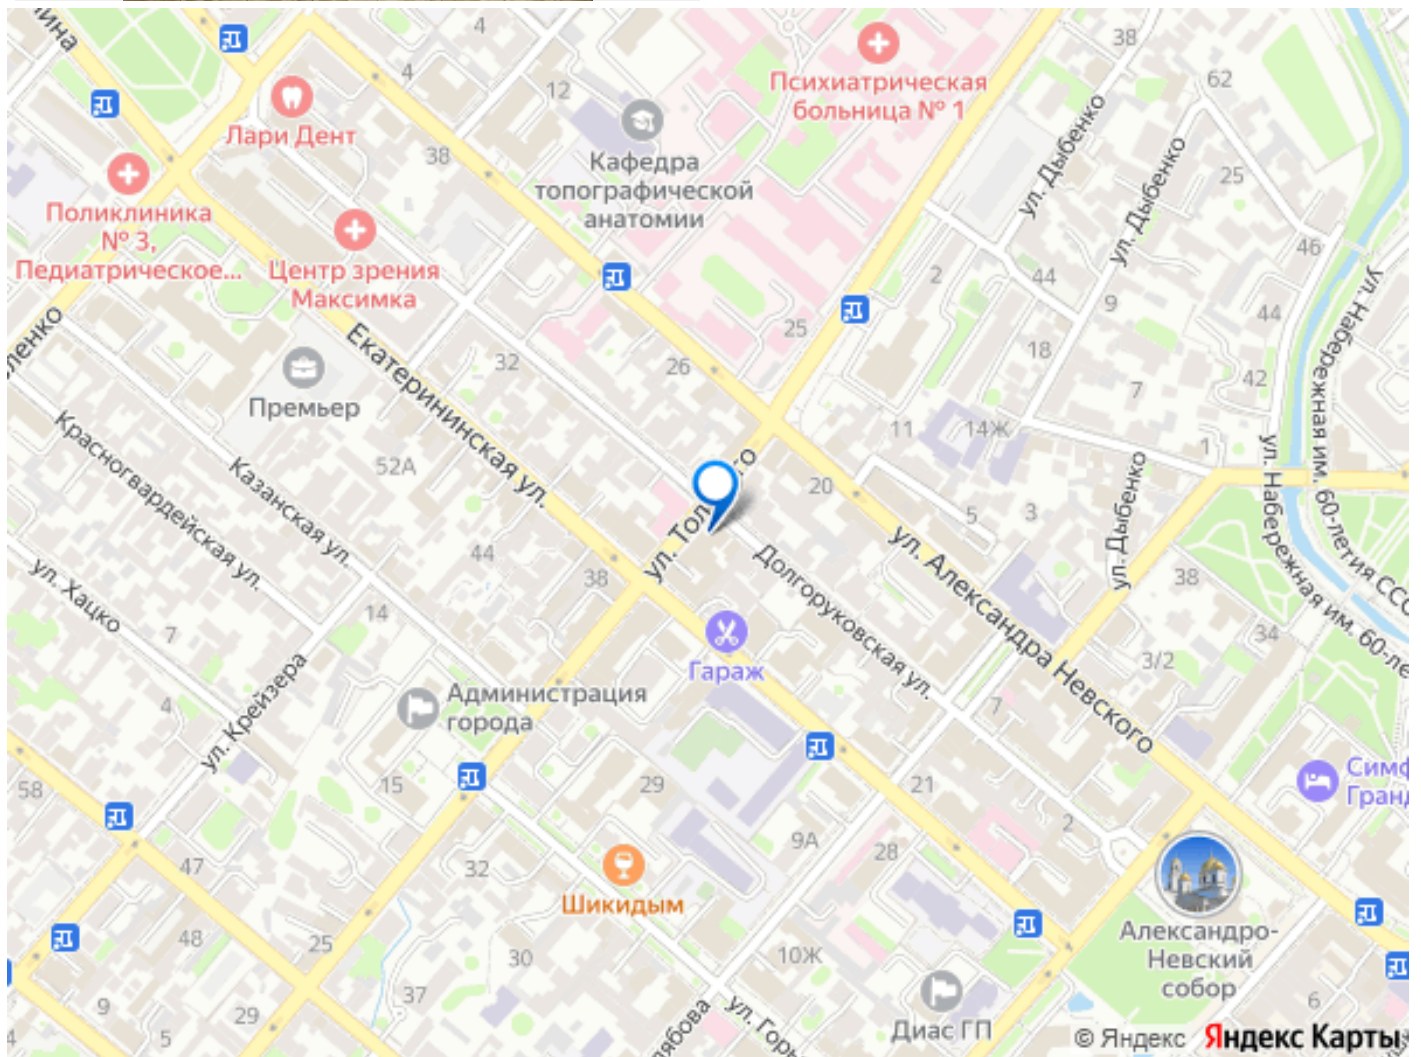 4
38
Психиатрическая
больница № 1
62
4
12
Лари Дент
Кафедра
топографической
анатомии
38
ул. Дыбенко
ул. Дыбенко
25
Поликлиника
№ 3,
Педиатрическое...
Центр зрения
Максимка
2
44
46
9
44
ул. Набережная им. 60-летия ССС
25
18
Екатерининская ул.
32
26
42
7
Премьер
Красногвардейская ул.
Казанская ул.
52А
11
14Ж
1
20
ул. Набережная им. 60-ле
5
3
ул. Дыбенко
ул. Александра Невского
Долгоруковская ул.
44
38
38
ул. Хацко
14
7
34
3/2
Гараж
Администрация
города
4
ул. Крейзера
7
58
15
29
21
2
9А
28
47
32
Шикидым
48
25
30
10Ж
Александро-
Невский
собор
37
9
29
5
4
ул. Горь
Диас ГП
6
© Яндекс Яндекс Карты